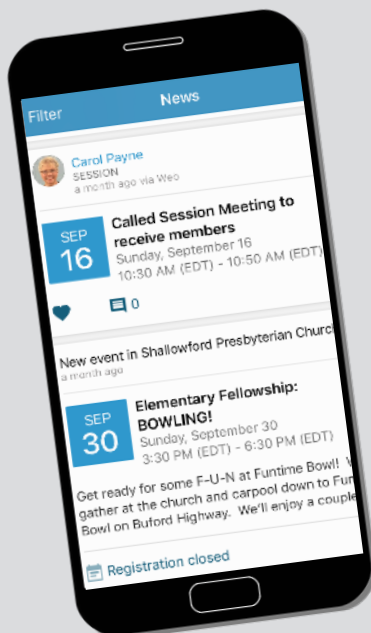 Filter
News
Carol Payne
SESSION
a month ago via Web
SEP
16
Called Session Meeting to
receive members
Sunday, September 16
10:30 AM (EDT) - 10:50 AM (EDT)
0
New event in Shallowford Presbyterian Churc
a month ago
SEP
30
Elementary Fellowship:
BOWLING!
Sunday, September 30
3:30 PM (EDT) - 6:30 PM (EDT)
Get ready for some F-U-N at Funtime Bowl!
gather at the church and carpool down to Fun
Bowl on Buford Highway. We'll enjoy a couple
Registration closed